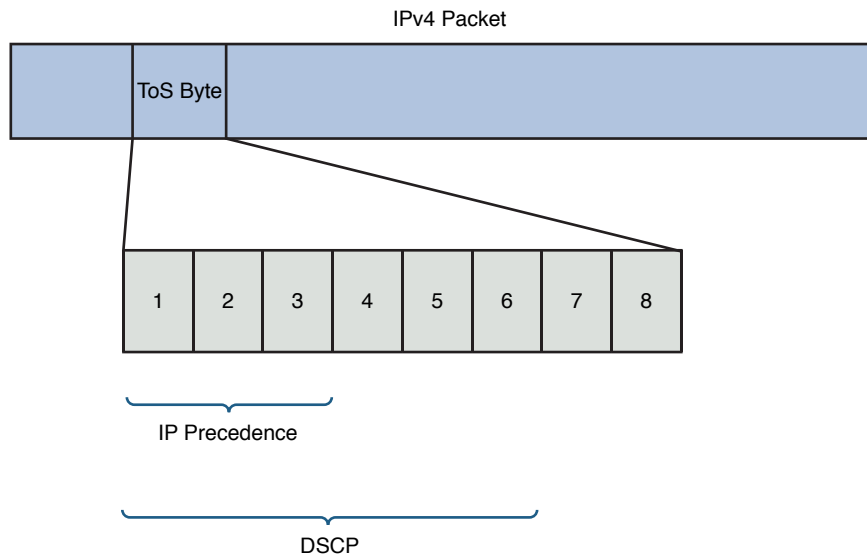 IPv4 Packet
ToS Byte
1 2 3 4 5 6 7 8
IP Precedence
DSCP